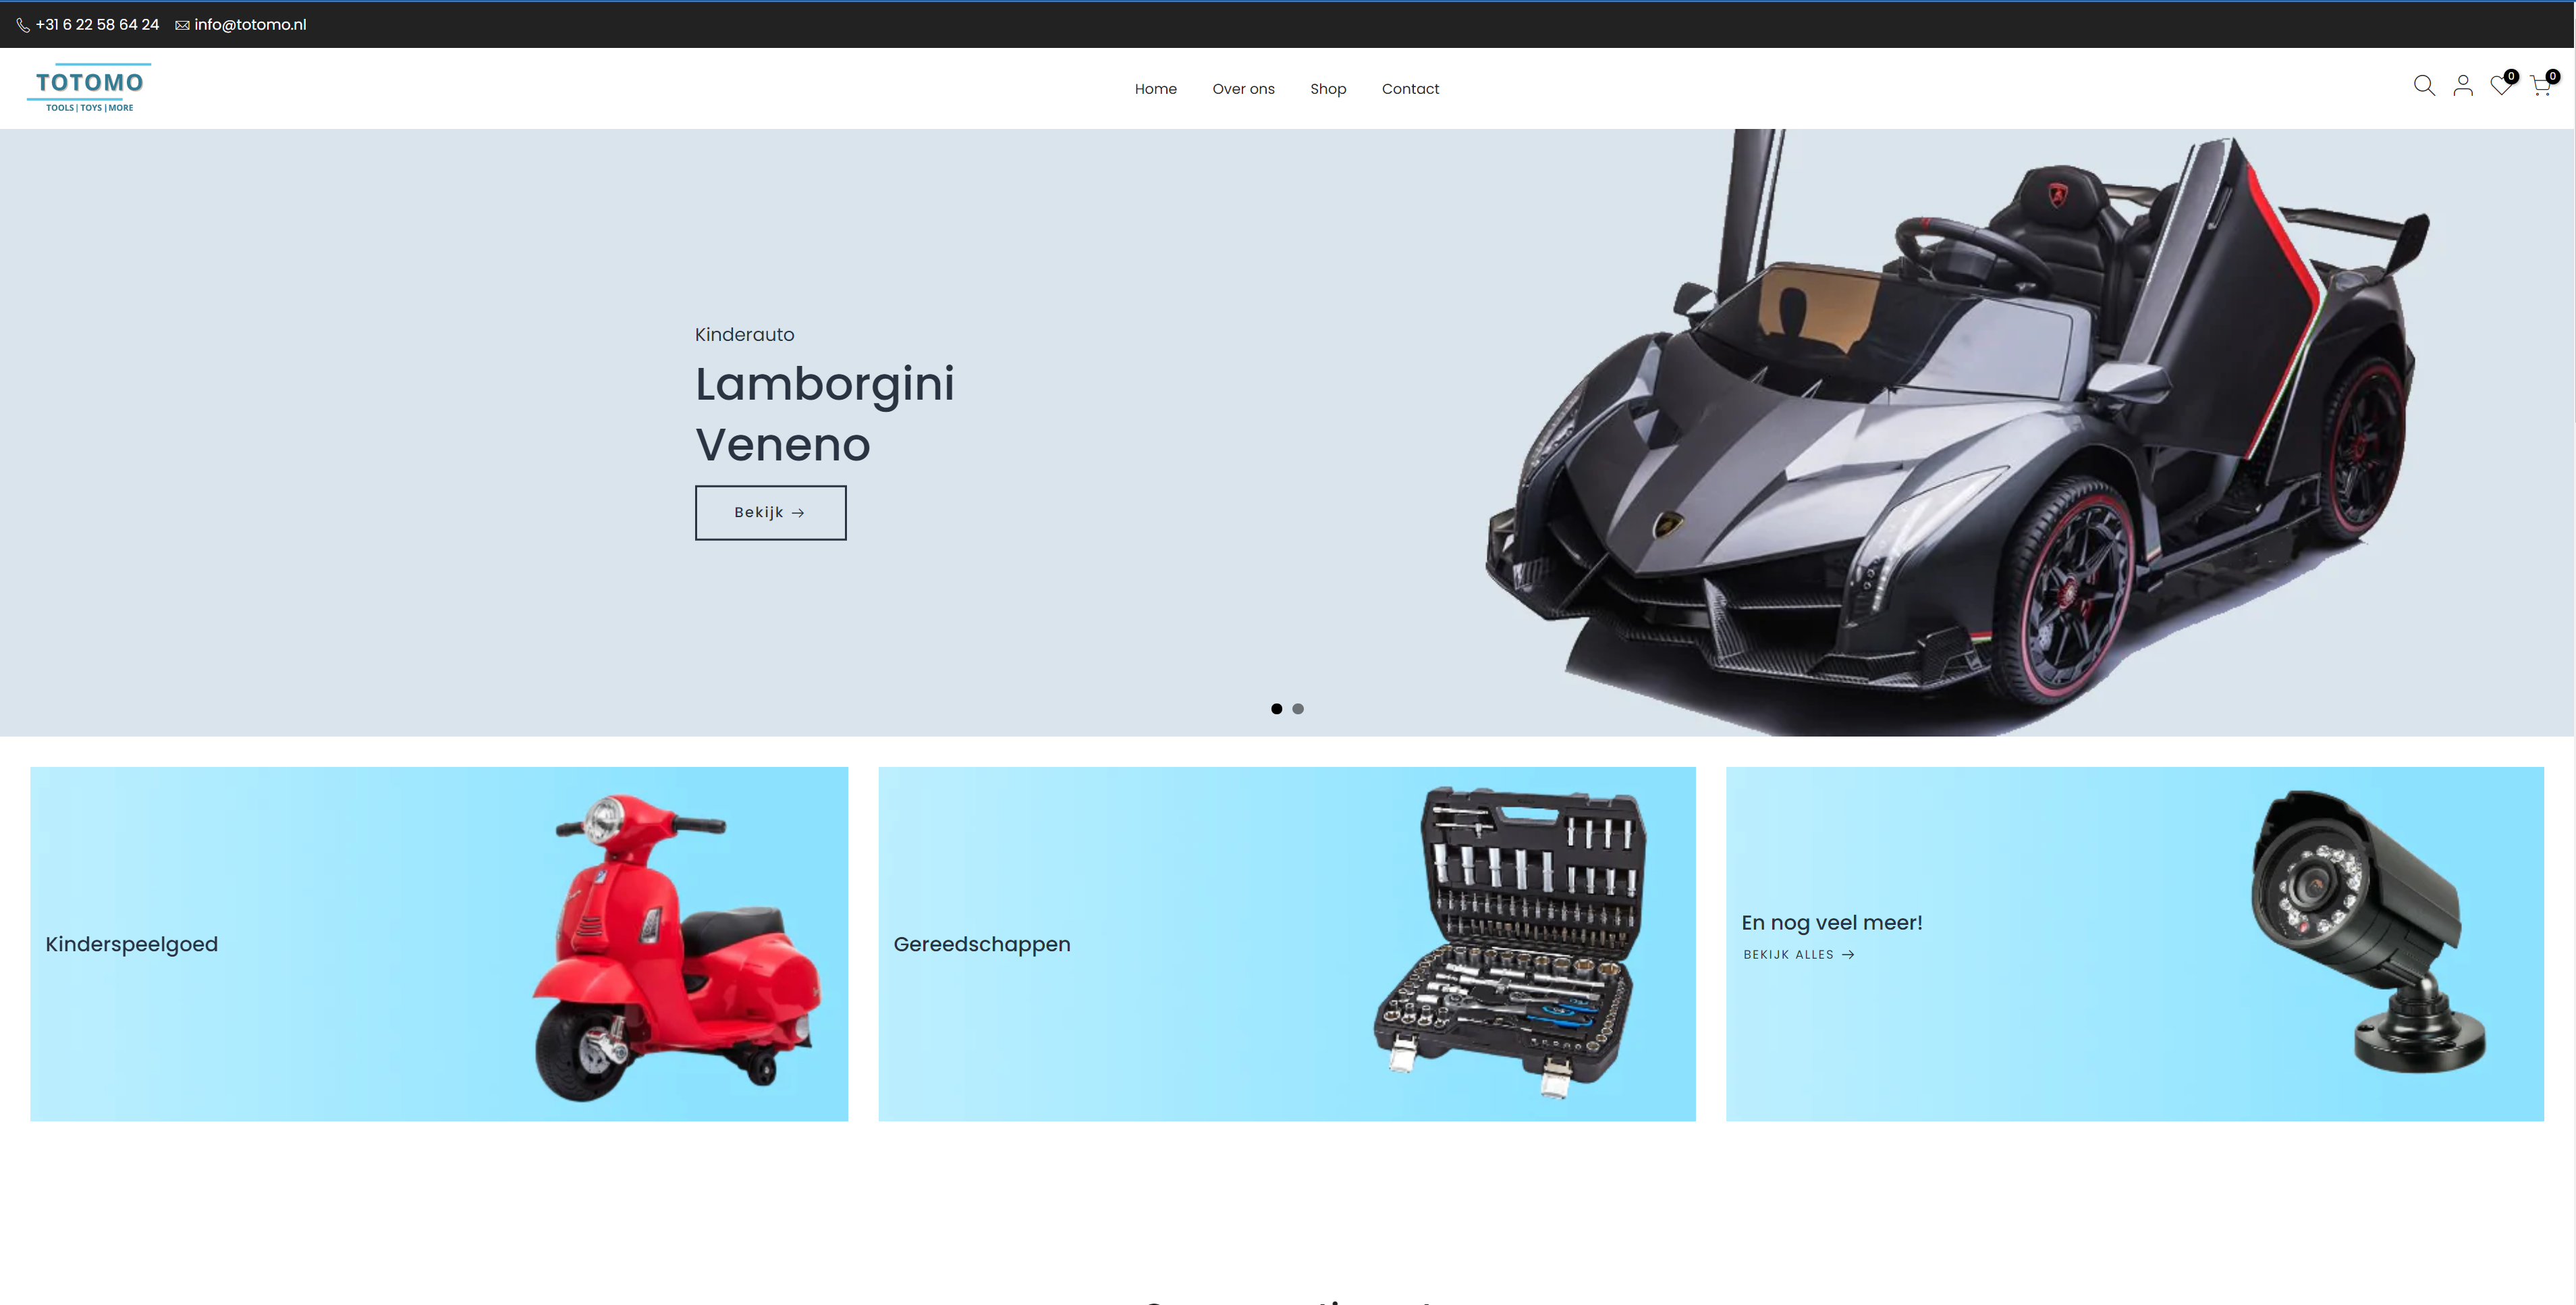 +31 6 22 58 64 24 info@totomo.nl
TOTOMO
TOOLS | TOYS | MORE
Home Over ons Shop Contact
0 0
Kinderauto
Lamborgini
Veneno
Bekijk →
Kinderspeelgoed
Gereedschappen
En nog veel meer!
BEKIJK ALLES →